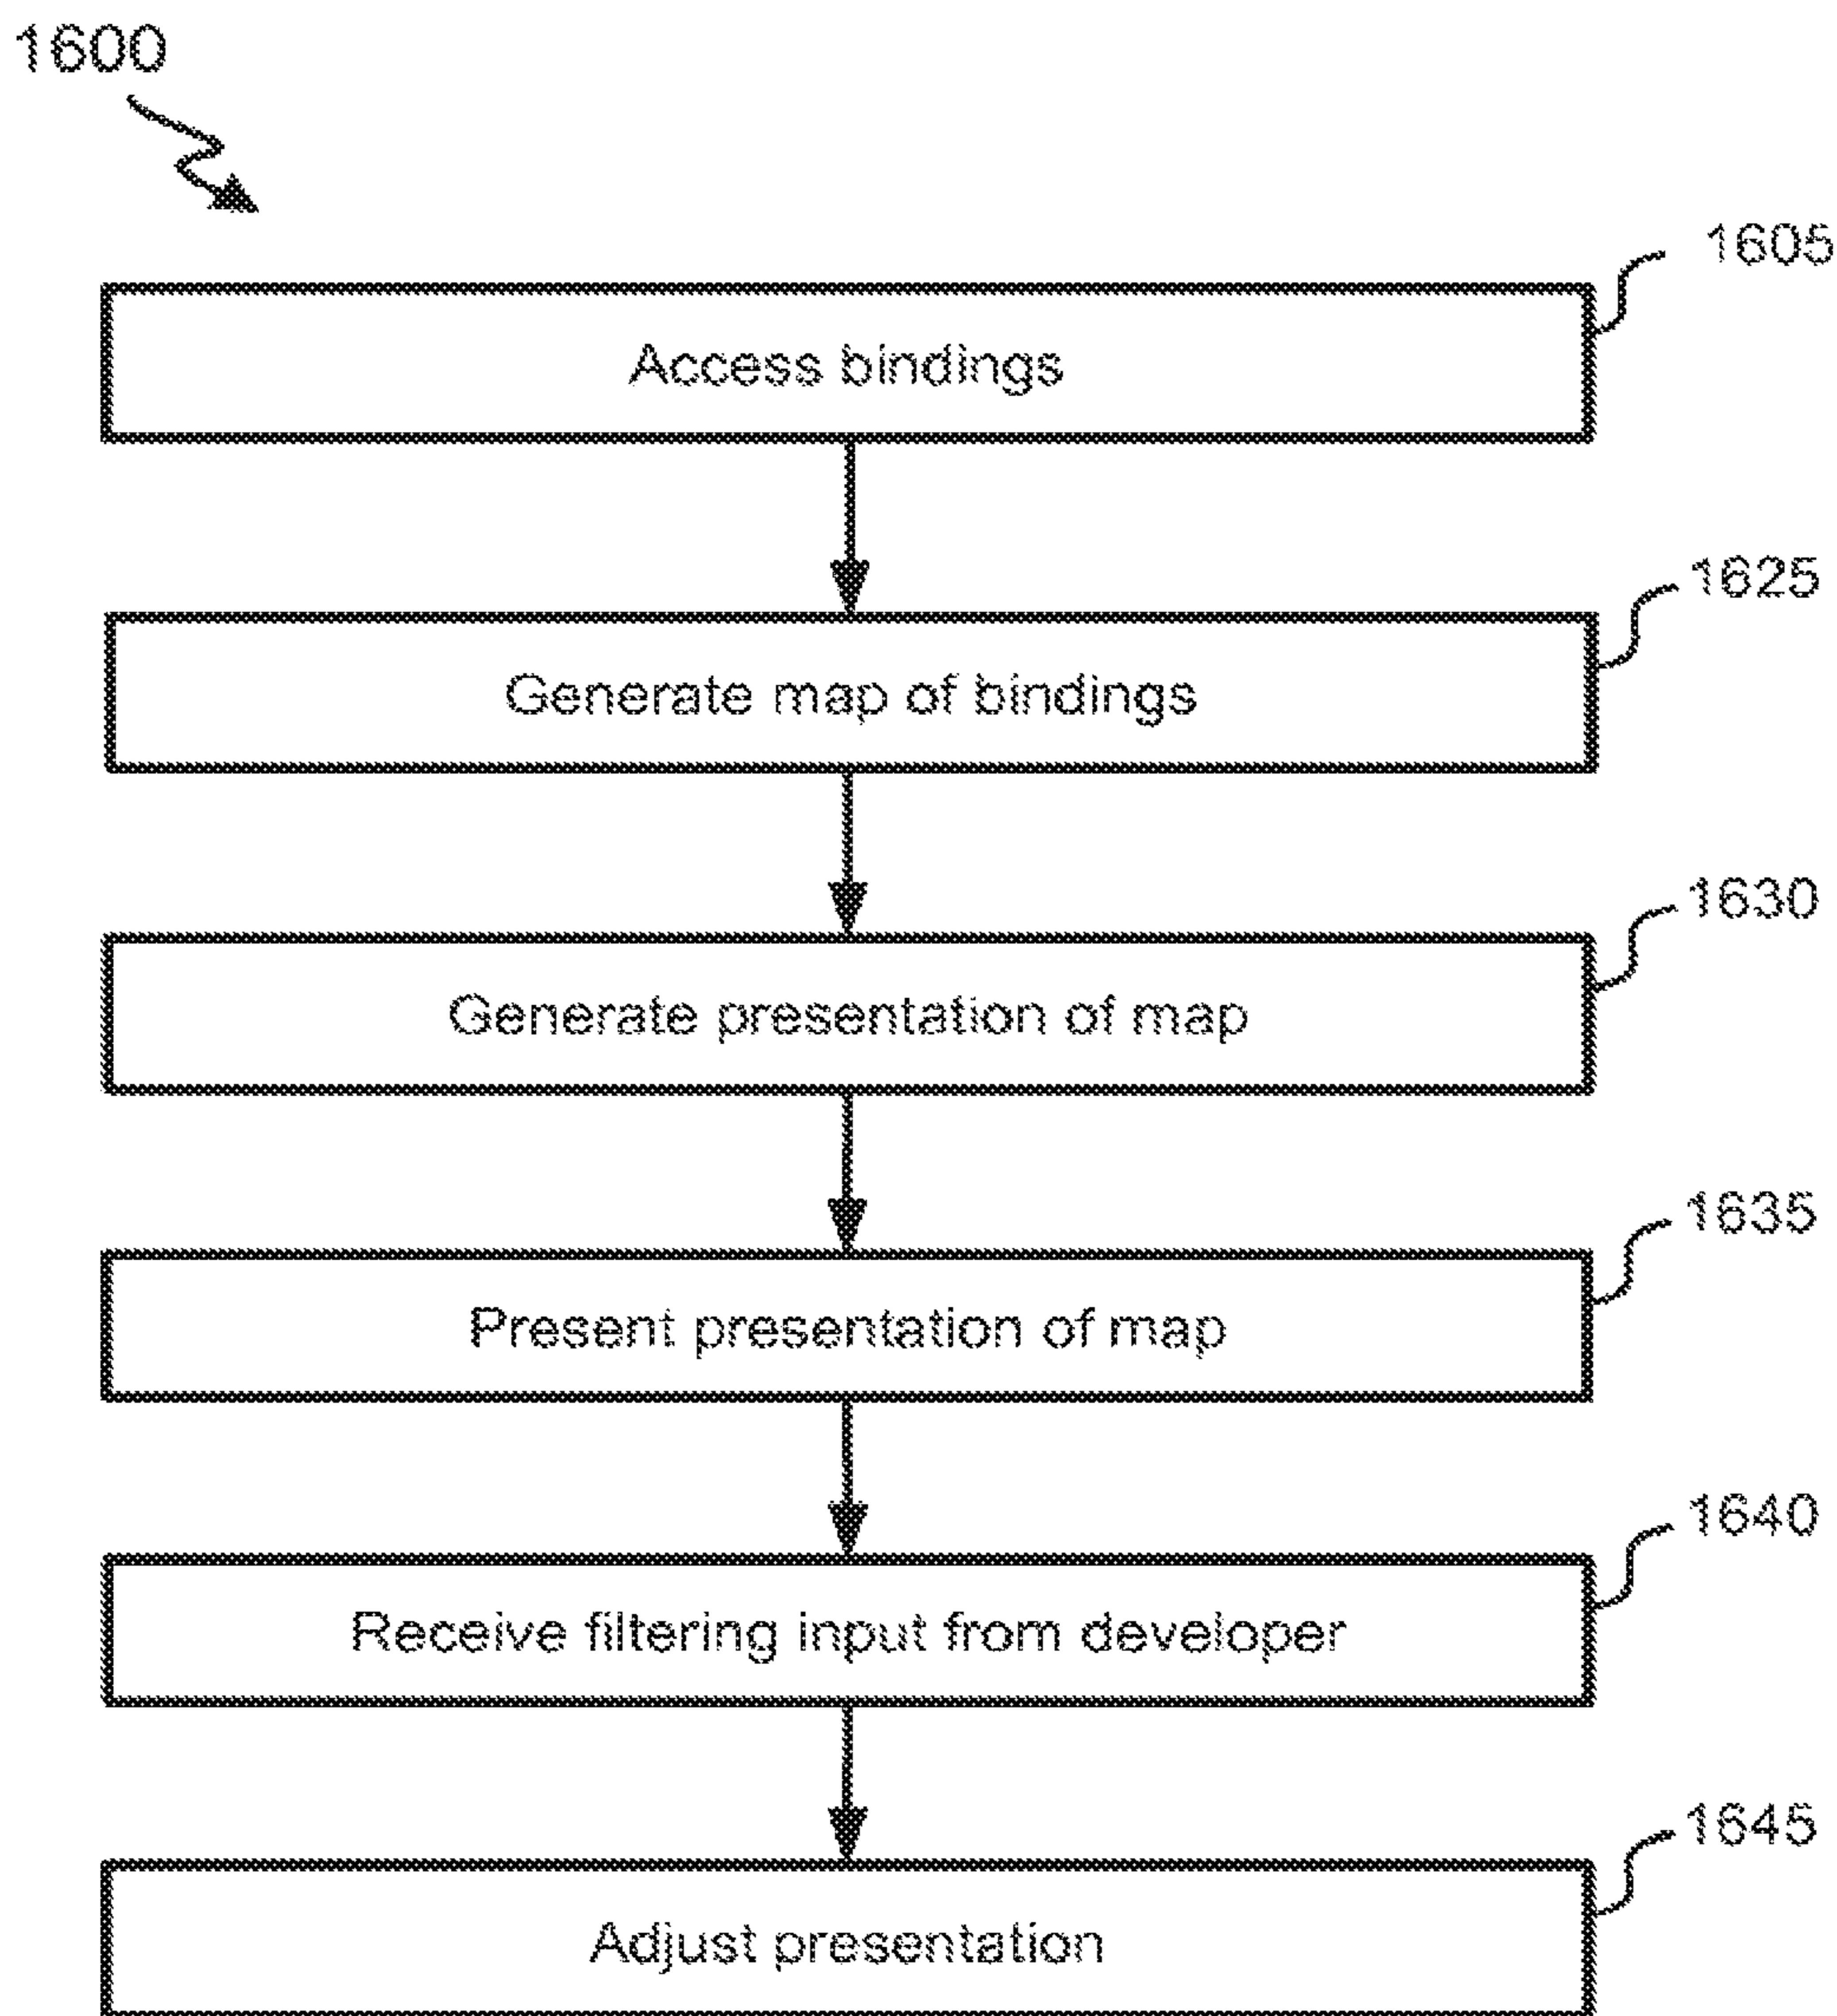 1600
1605
Access bindings
1625
Generate map of bindings
1630
Generate presentation of map
1635
Present presentation of map
1640
Receive filtering input from developer
1645
Adjust presentation